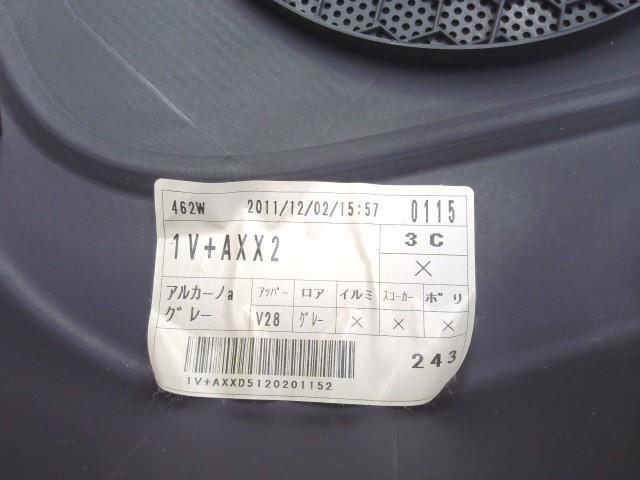 462W 2011/12/02/15:57 0115
1V+AXX2 3C
×
アルカーノa アッパー ロア イルミ スコーカー ポリ
グレー V28 グレー × × ×
243
1V+AXXD5120201152